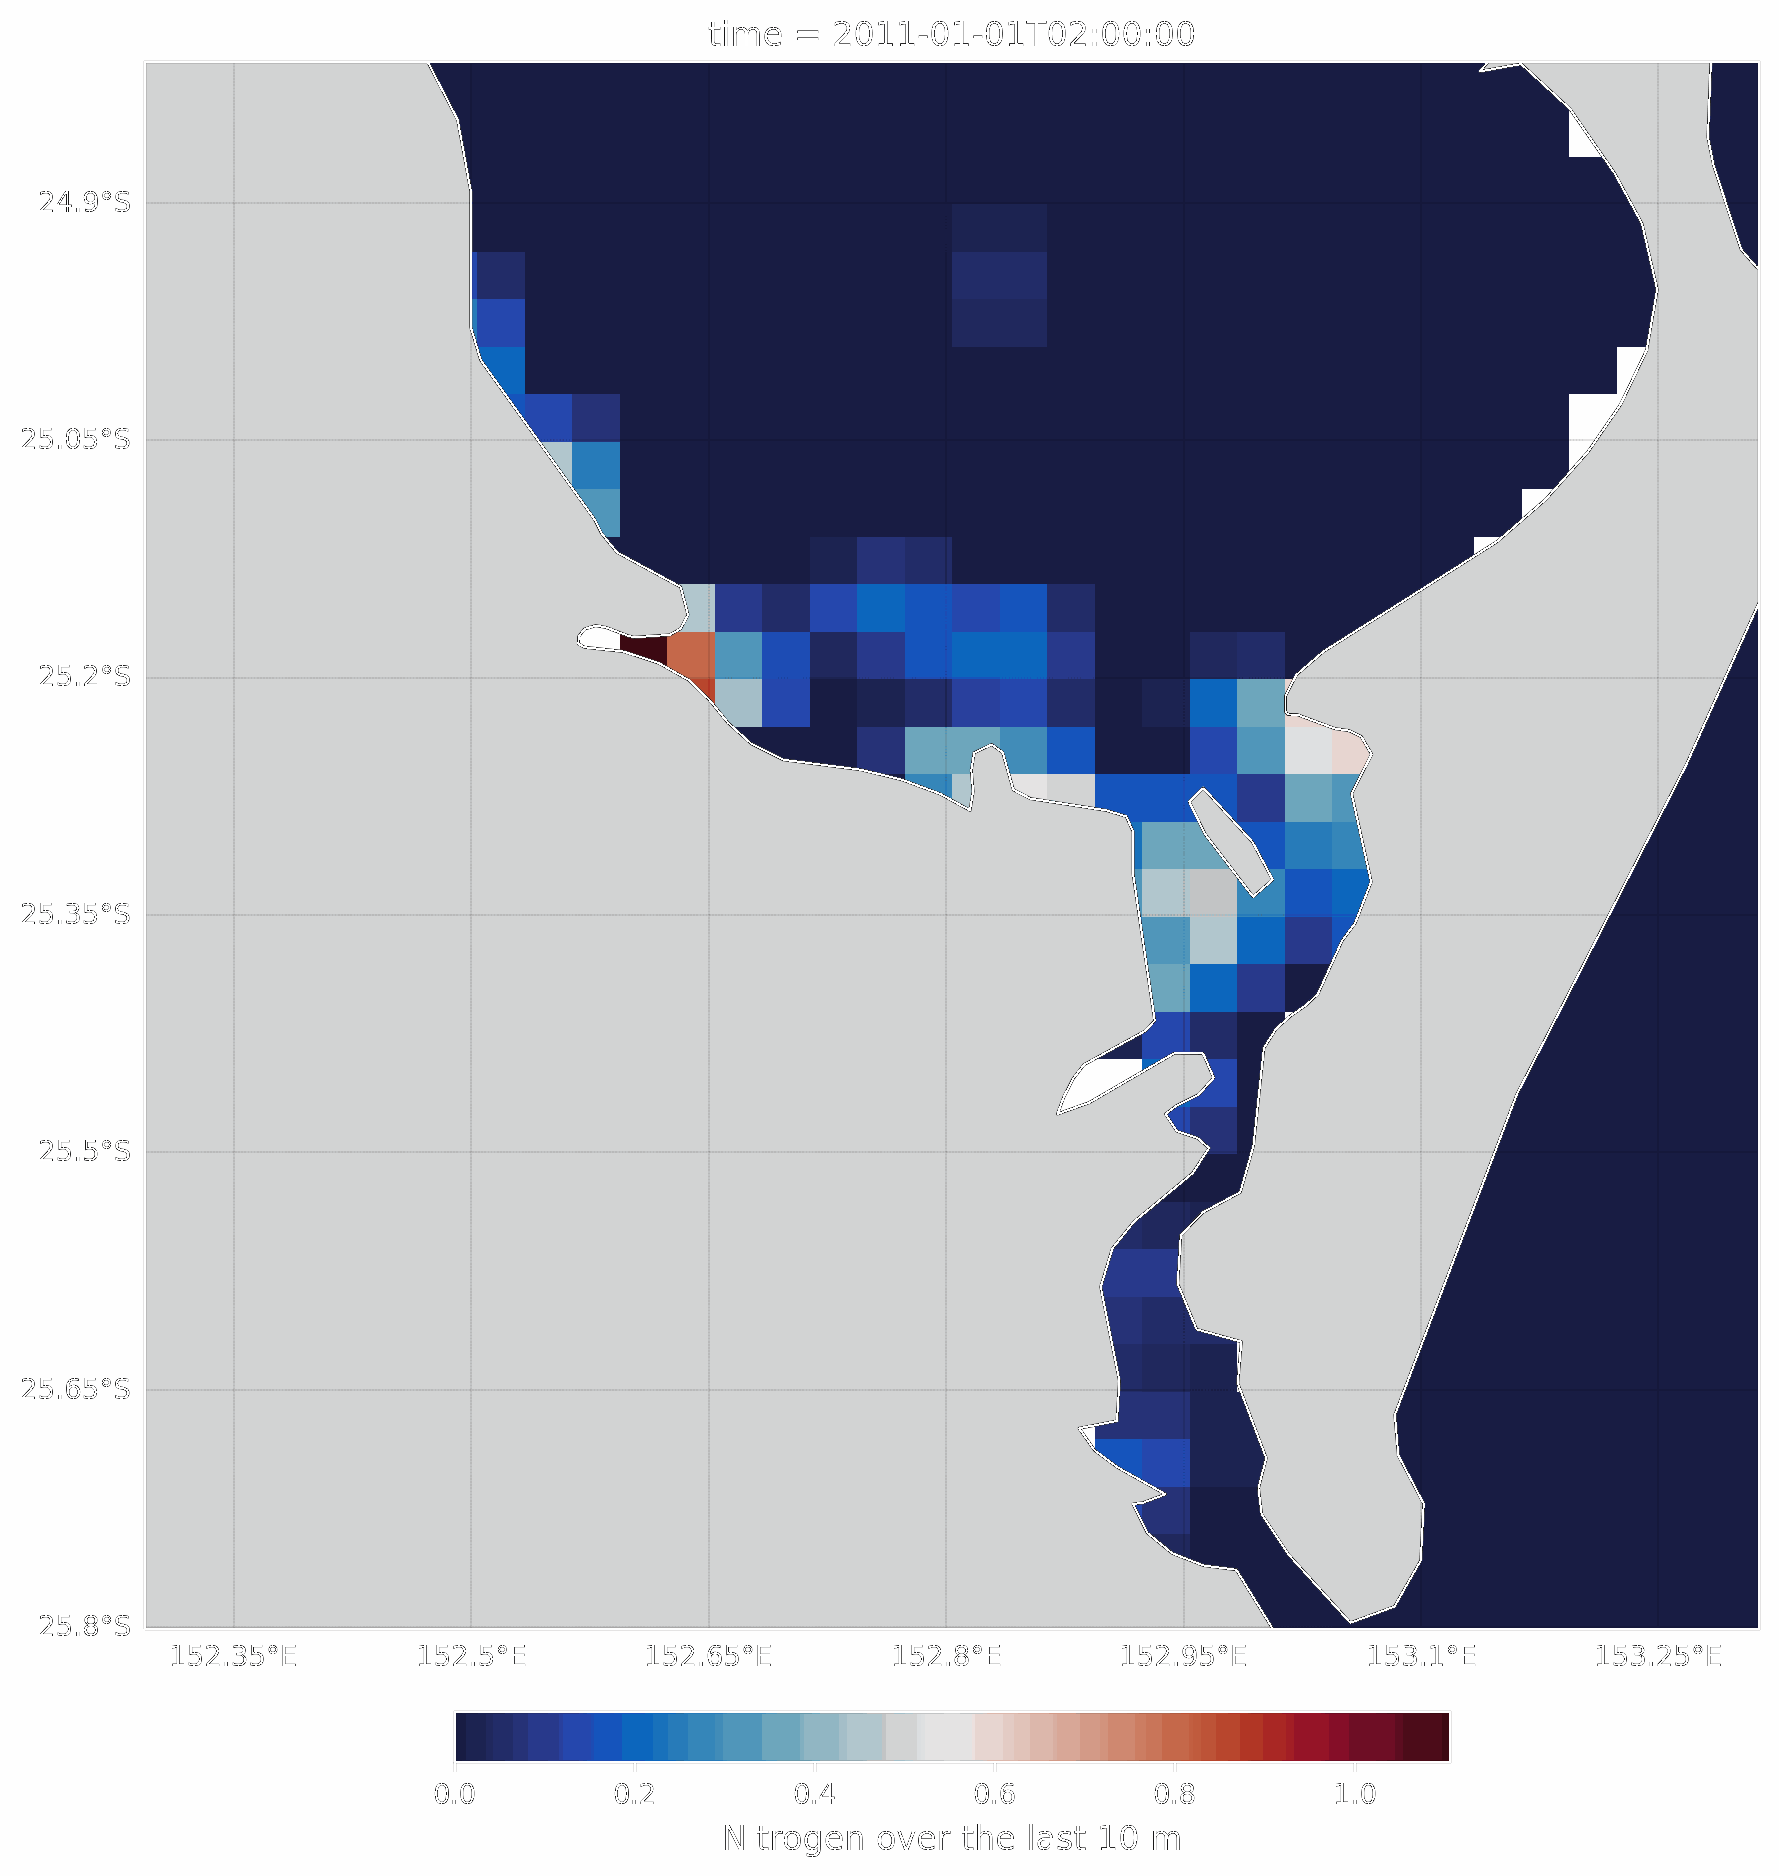 time = 2011-01-01T02:00:00
24.9°S
25.05°S
25.2°S
25.35°S
25.5°S
25.65°S
25.8°S
152.35°E 152.5°E 152.65°E 152.8°E 152.95°E 153.1°E 153.25°E
0.0 0.2 0.4 0.6 0.8 1.0
N trogen over the last 10 m